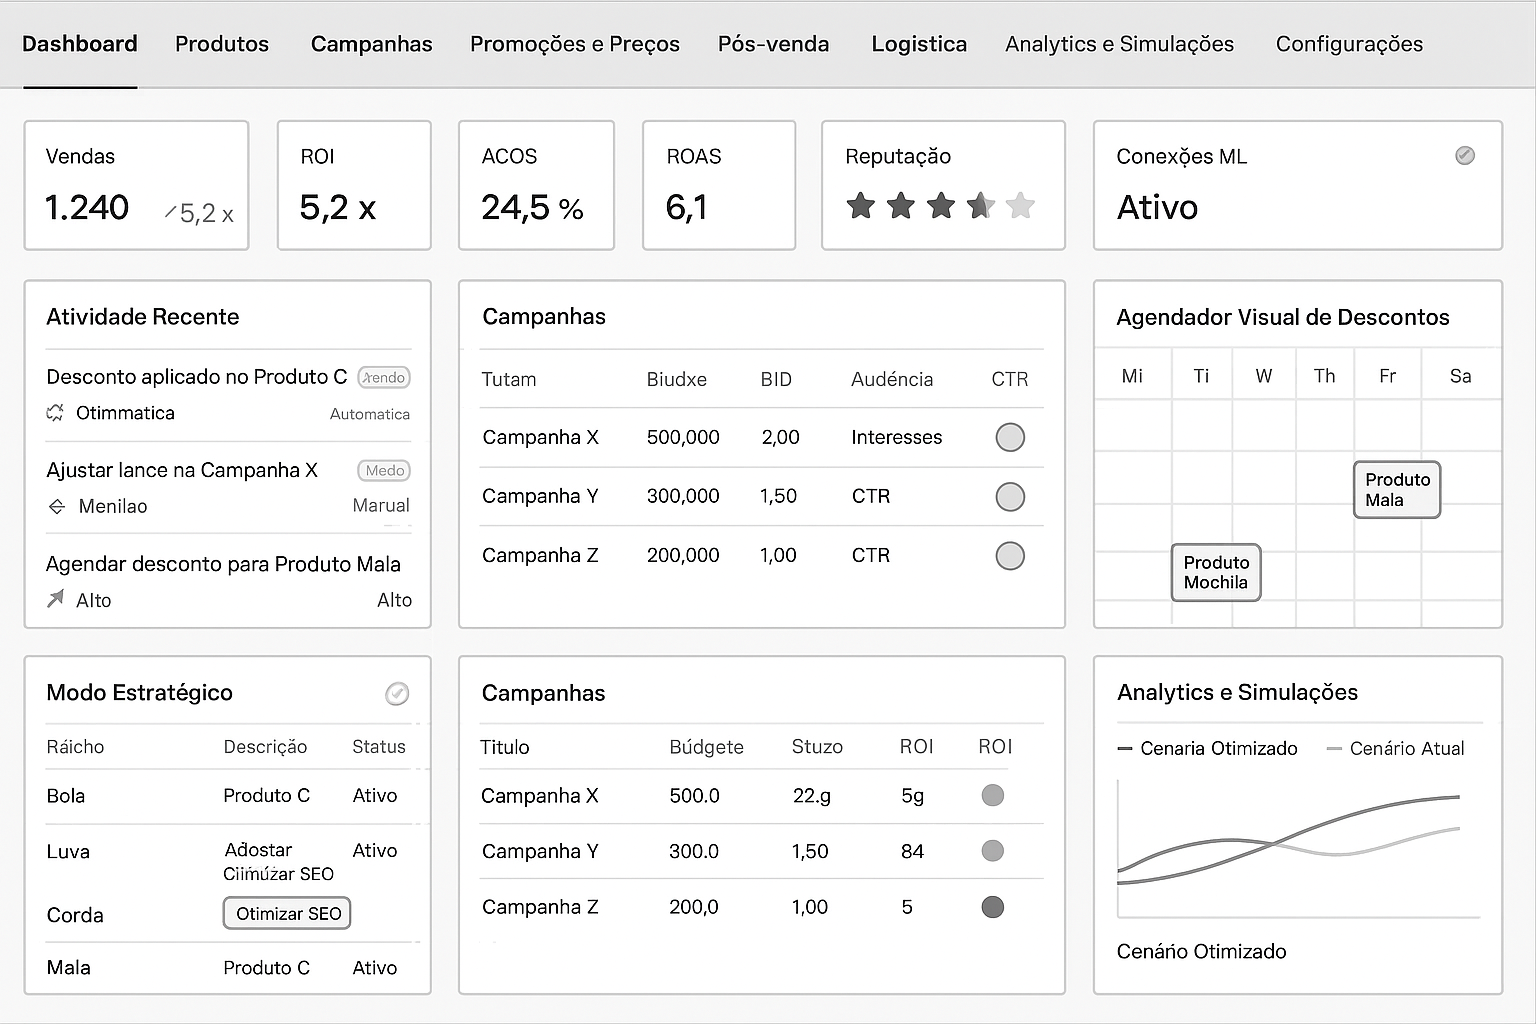 Dashboard Produtos Campanhas Promoções e Preços Pós-venda Logistica Analytics e Simulações Configurações
Vendas
1.240 5,2 x
ROI
5,2 x
ACOS
24,5 %
ROAS
6,1
Reputação
Conexões ML
Ativo
Atividade Recente
Desconto aplicado no Produto C
Otimmatica Automatica
Ajustar lance na Campanha X Medo
Menilao Marual
Agendar desconto para Produto Mala
Alto Alto
Campanhas
Tutam Biudxe BID Audéncia CTR
Campanha X 500,000 2,00 Interesses
Campanha Y 300,000 1,50 CTR
Campanha Z 200,000 1,00 CTR
Agendador Visual de Descontos
Mi Ti W Th Fr Sa
Produto
Mala
Produto
Mochila
Modo Estratégico
Ráicho Descrição Status
Bola Produto C Ativo
Luva Adostar Ativo
SEO
Corda Otimizar SEO
Mala Produto C Ativo
Campanhas
Titulo Búdgete Stuzo ROI ROI
Campanha X 500.0 22.g 5g
Campanha Y 300.0 1,50 84
Campanha Z 200,0 1,00 5
Analytics e Simulações
Cenaria Otimizado Cenário Atual
Cenário Otimizado